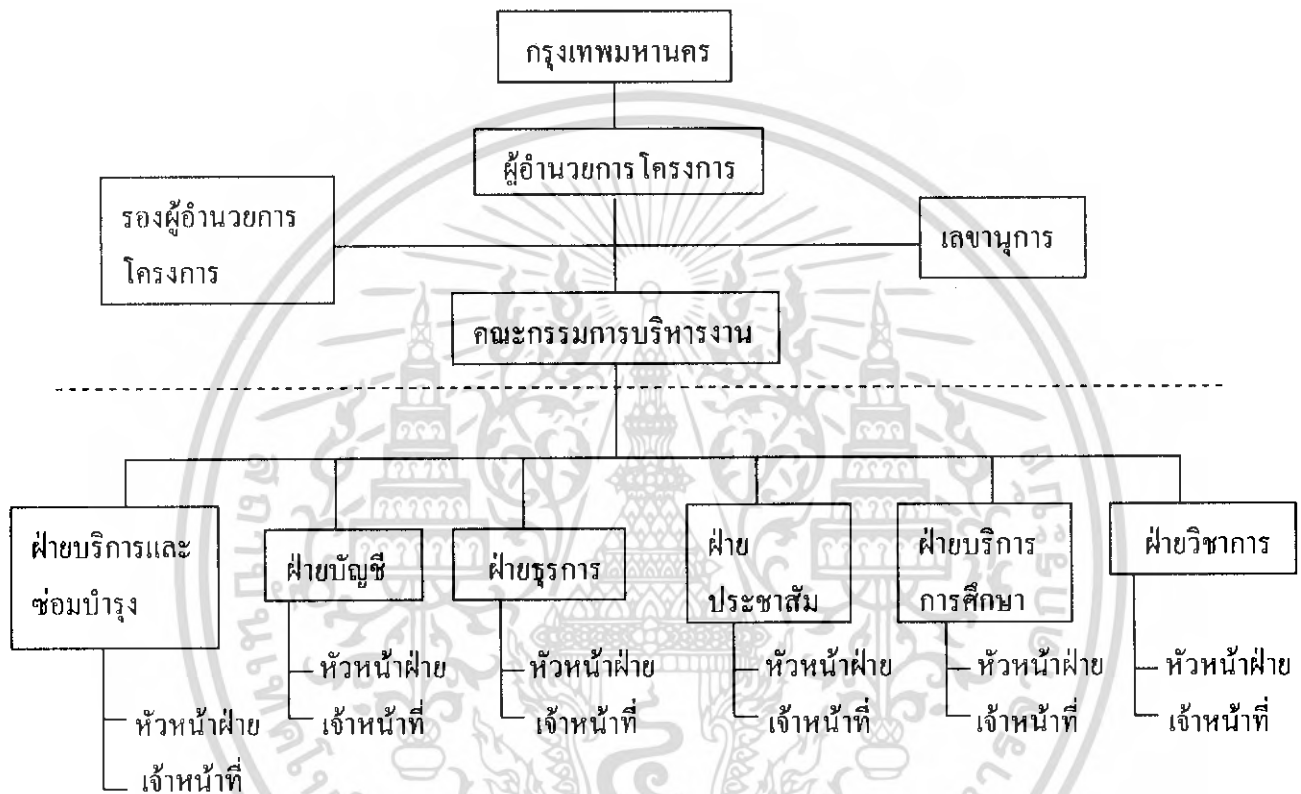 กรุงเทพมหานคร
ผู้อำนวยการโครงการ
รองผู้อำนวยการ
โครงการ
เลขานุการ
คณะกรรมการบริหารงาน
ฝ่ายบริการและ
ซ่อมบำรุง
ฝ่ายบัญชี
ฝ่ายธุรการ
ฝ่าย
ประชาสัม
ฝ่ายบริการ
การศึกษา
ฝ่ายวิชาการ
หัวหน้าฝ่าย
เจ้าหน้าที่
หัวหน้าฝ่าย
เจ้าหน้าที่
หัวหน้าฝ่าย
เจ้าหน้าที่
หัวหน้าฝ่าย
เจ้าหน้าที่
หัวหน้าฝ่าย
เจ้าหน้าที่
หัวหน้าฝ่าย
เจ้าหน้าที่